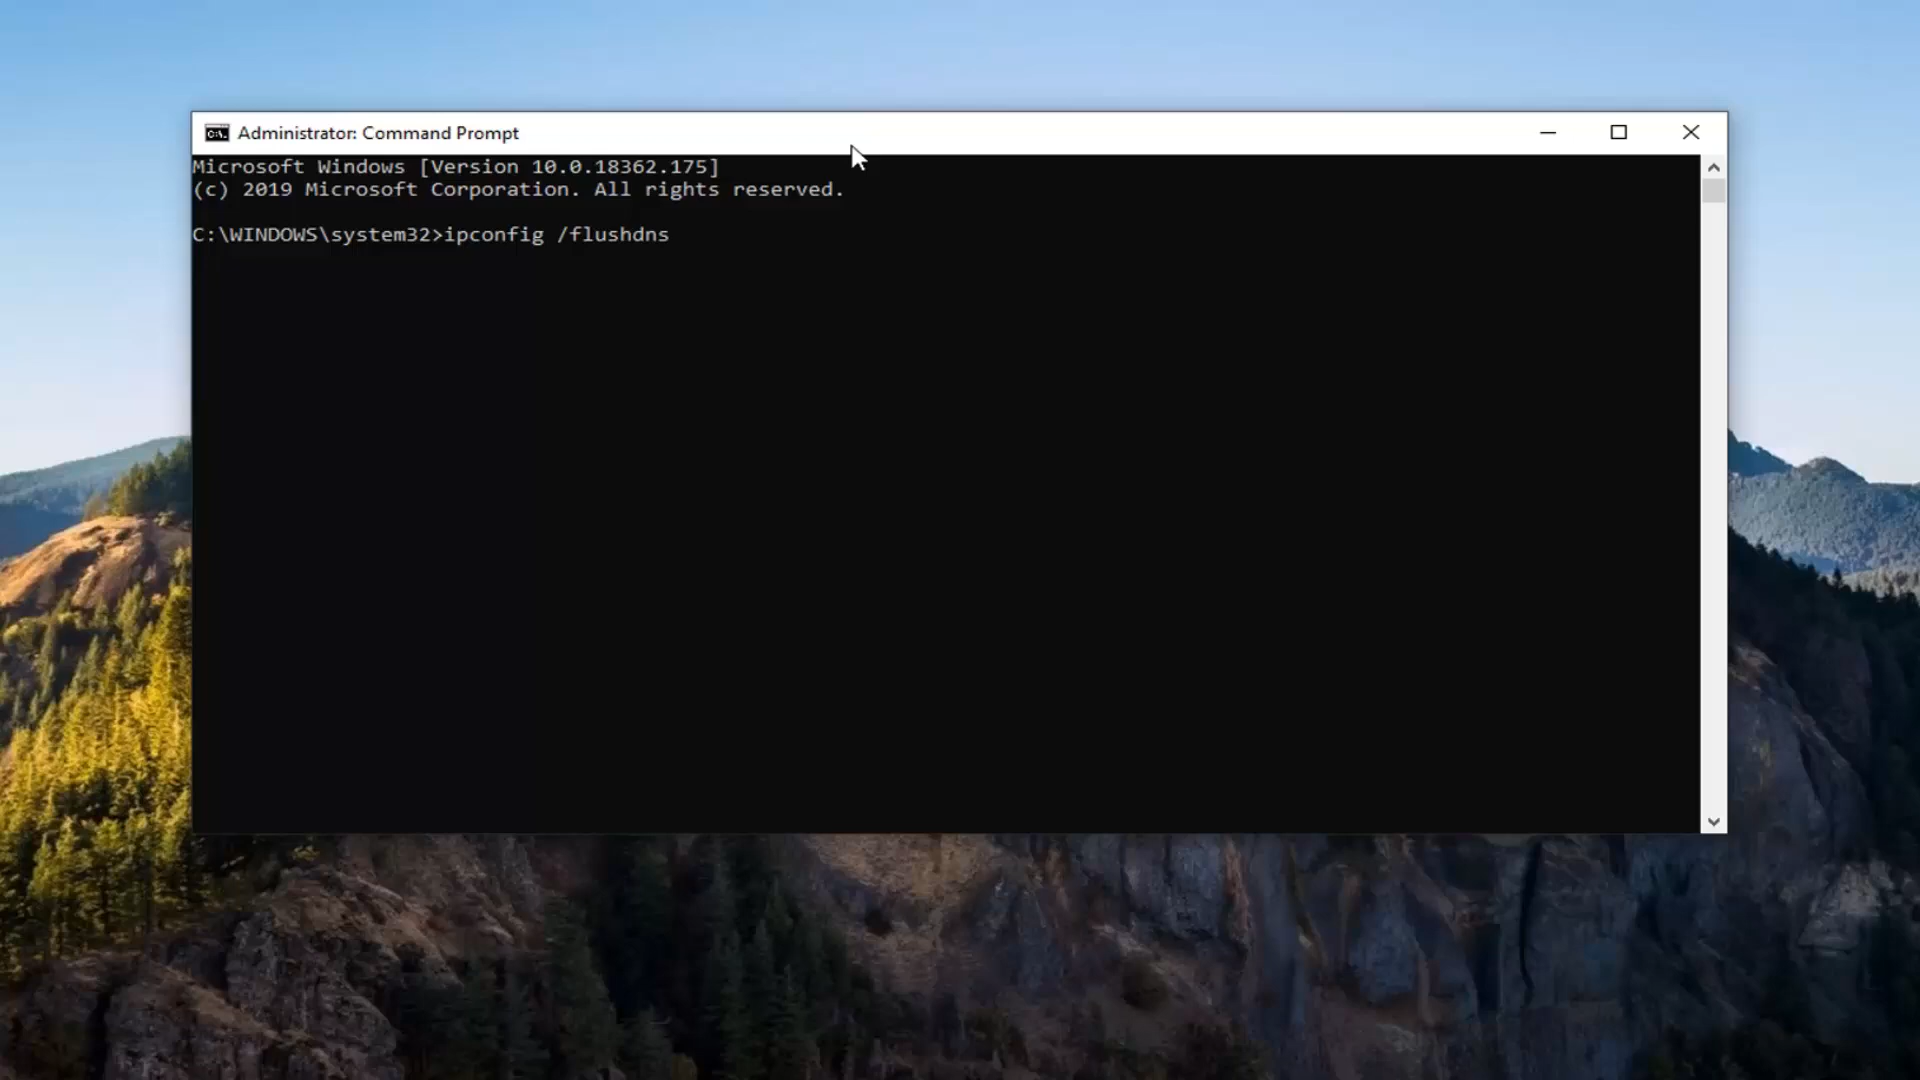 Administrator: Command Prompt
Microsoft Windows [Version 10.0.18362.175]
(c) 2019 Microsoft Corporation. All rights reserved.
C:\WINDOWS\system32>ipconfig /flushdns